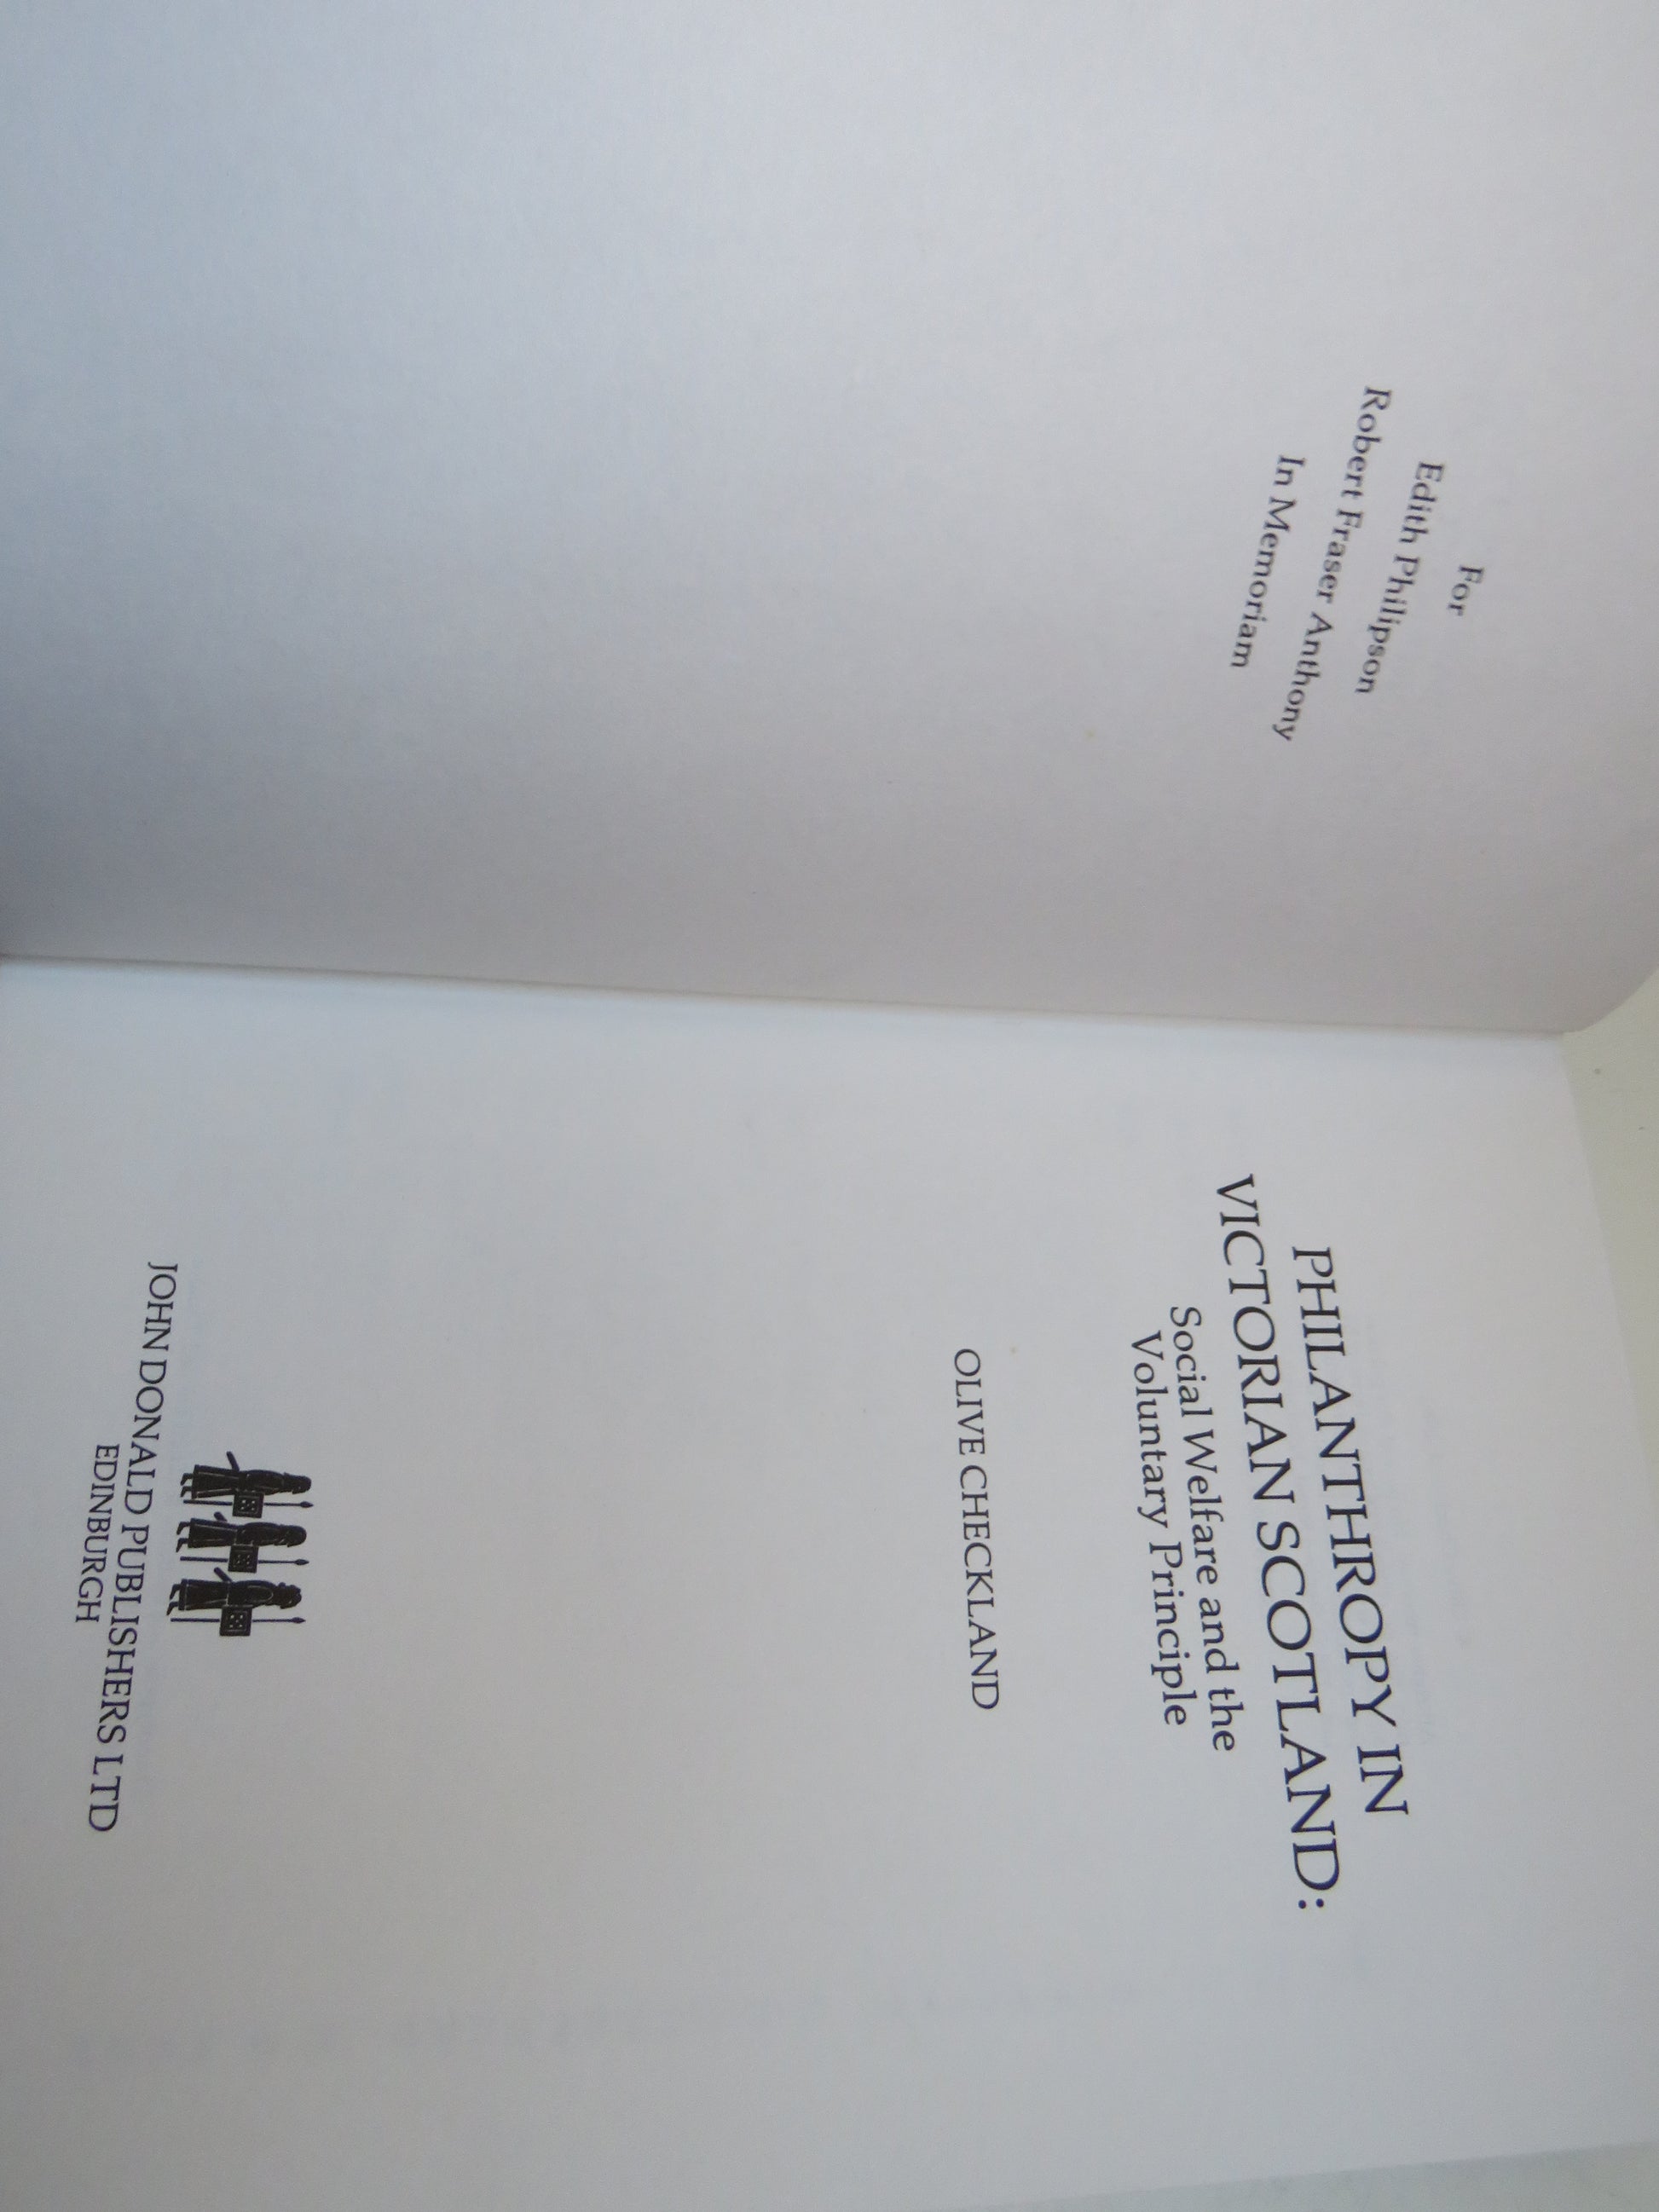 For
Edith Philipson
Robert Fraser Anthony
In Memoriam
PHILANTHROPY IN
VICTORIAN SCOTLAND:
Social Welfare and the
Voluntary Principle
OLIVE CHECKLAND
JOHN DONALD PUBLISHERS LTD
EDINBURGH